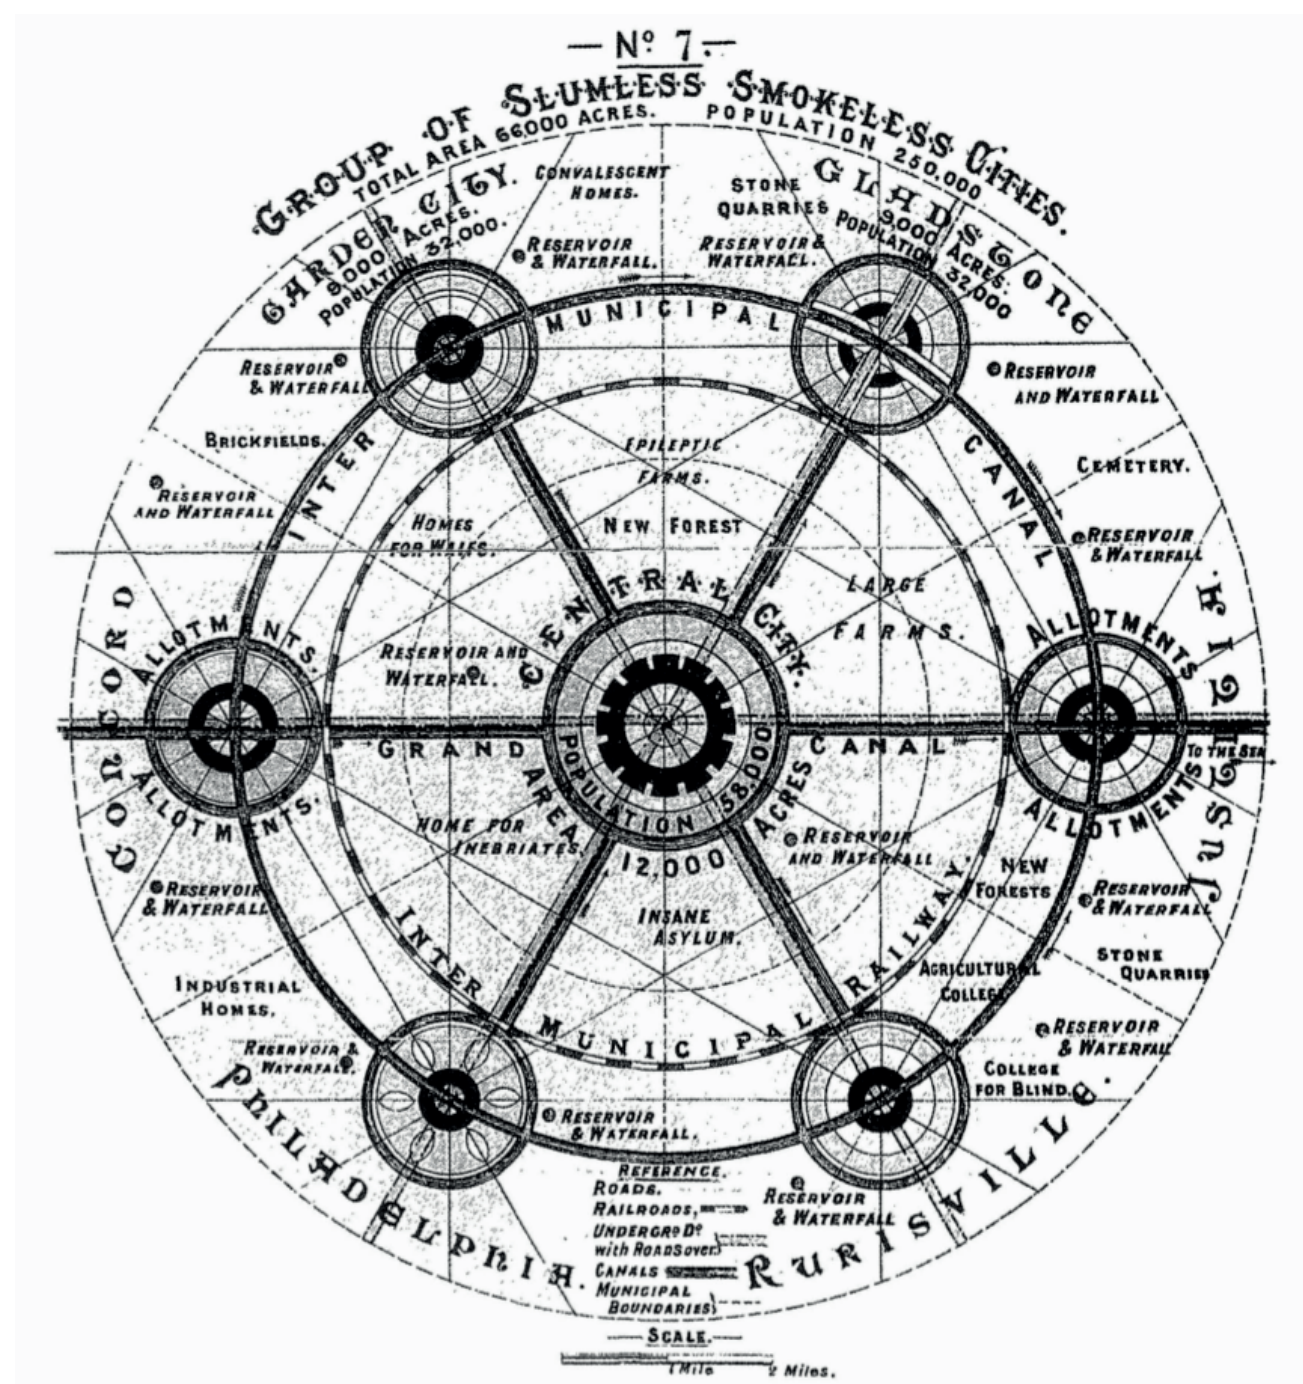 — Nº 7. —
GROUP OF SLUMLESS SMOKELESS CITIES.
TOTAL AREA 66,000 ACRES. POPULATION 250,000
GARDEN CITY.
9,000 ACRES.
POPULATION 32,000.
CONVALESCENT
HOMES.
STONE
QUARRIES
GLADSTONE
9,000 ACRES.
POPULATION 32,000
RESERVOIR
& WATERFALL.
RESERVOIR &
WATERFALL.
INTER MUNICIPAL CANAL
RESERVOIR
& WATERFALL
RESERVOIR
AND WATERFALL
BRICKFIELDS.
EPILEPTIC
FARMS.
CEMETERY.
RESERVOIR
AND WATERFALL
HOMES
FOR WAIFS.
NEW FOREST
RESERVOIR
& WATERFALL
LARGE
FARMS.
CENTRAL CITY.
CONCORD
ALLOTMENTS.
ALLOTMENTS
RESERVOIR AND
WATERFALL.
GRAND CANAL
POPULATION 58,000
AREA 12,000 ACRES
TO THE SEA
ALLOTMENTS.
ALLOTMENTS
HOME FOR
INEBRIATES.
RESERVOIR
AND WATERFALL
NEW
FORESTS
RESERVOIR
& WATERFALL
RESERVOIR
& WATERFALL
INSANE
ASYLUM.
INTER MUNICIPAL RAILWAY.
STONE
QUARRIES
AGRICULTURAL
COLLEGE
INDUSTRIAL
HOMES.
RESERVOIR
& WATERFALL
RESERVOIR &
WATERFALL.
COLLEGE
FOR BLIND.
RESERVOIR
& WATERFALL.
PHILADELPHIA.
RURISVILLE.
RESERVOIR
& WATERFALL
REFERENCE.
ROADS.
RAILROADS,
UNDERGRD Dº
with ROADS over
CANALS
MUNICIPAL
BOUNDARIES
— SCALE. —
1 Mile 2 Miles.